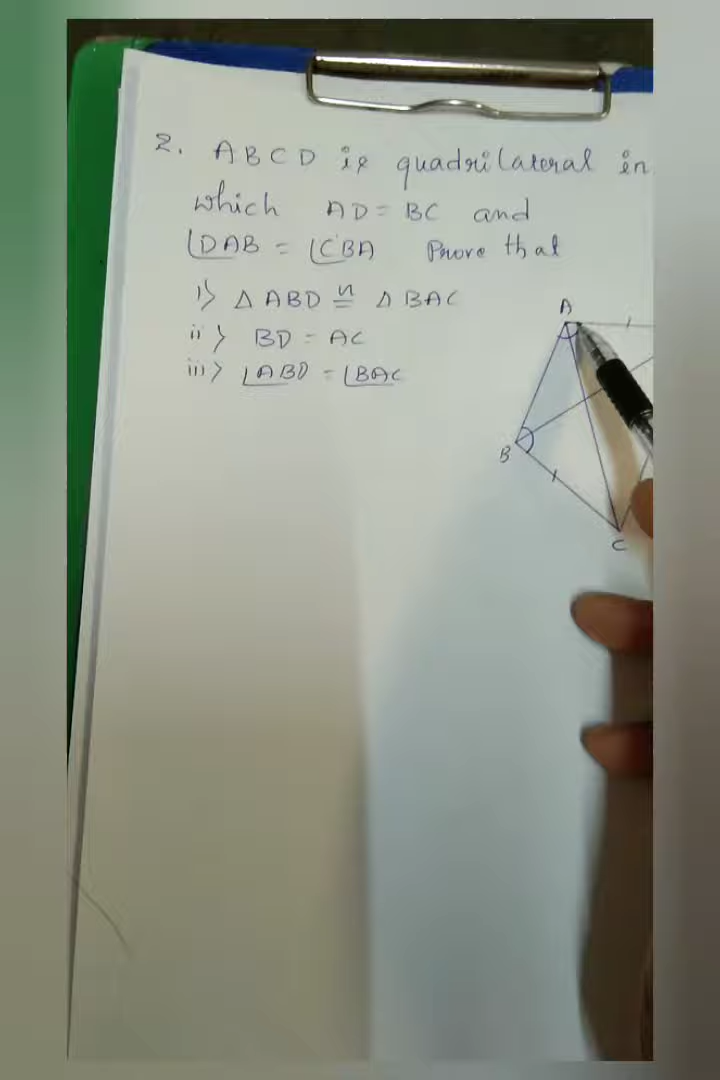 2. ABCD is quadrilateral in
which AD = BC and
∠DAB = ∠CBA Prove that
i> △ABD ≅ △BAC
ii> BD = AC
iii> ∠ABD = ∠BAC
A
B
C